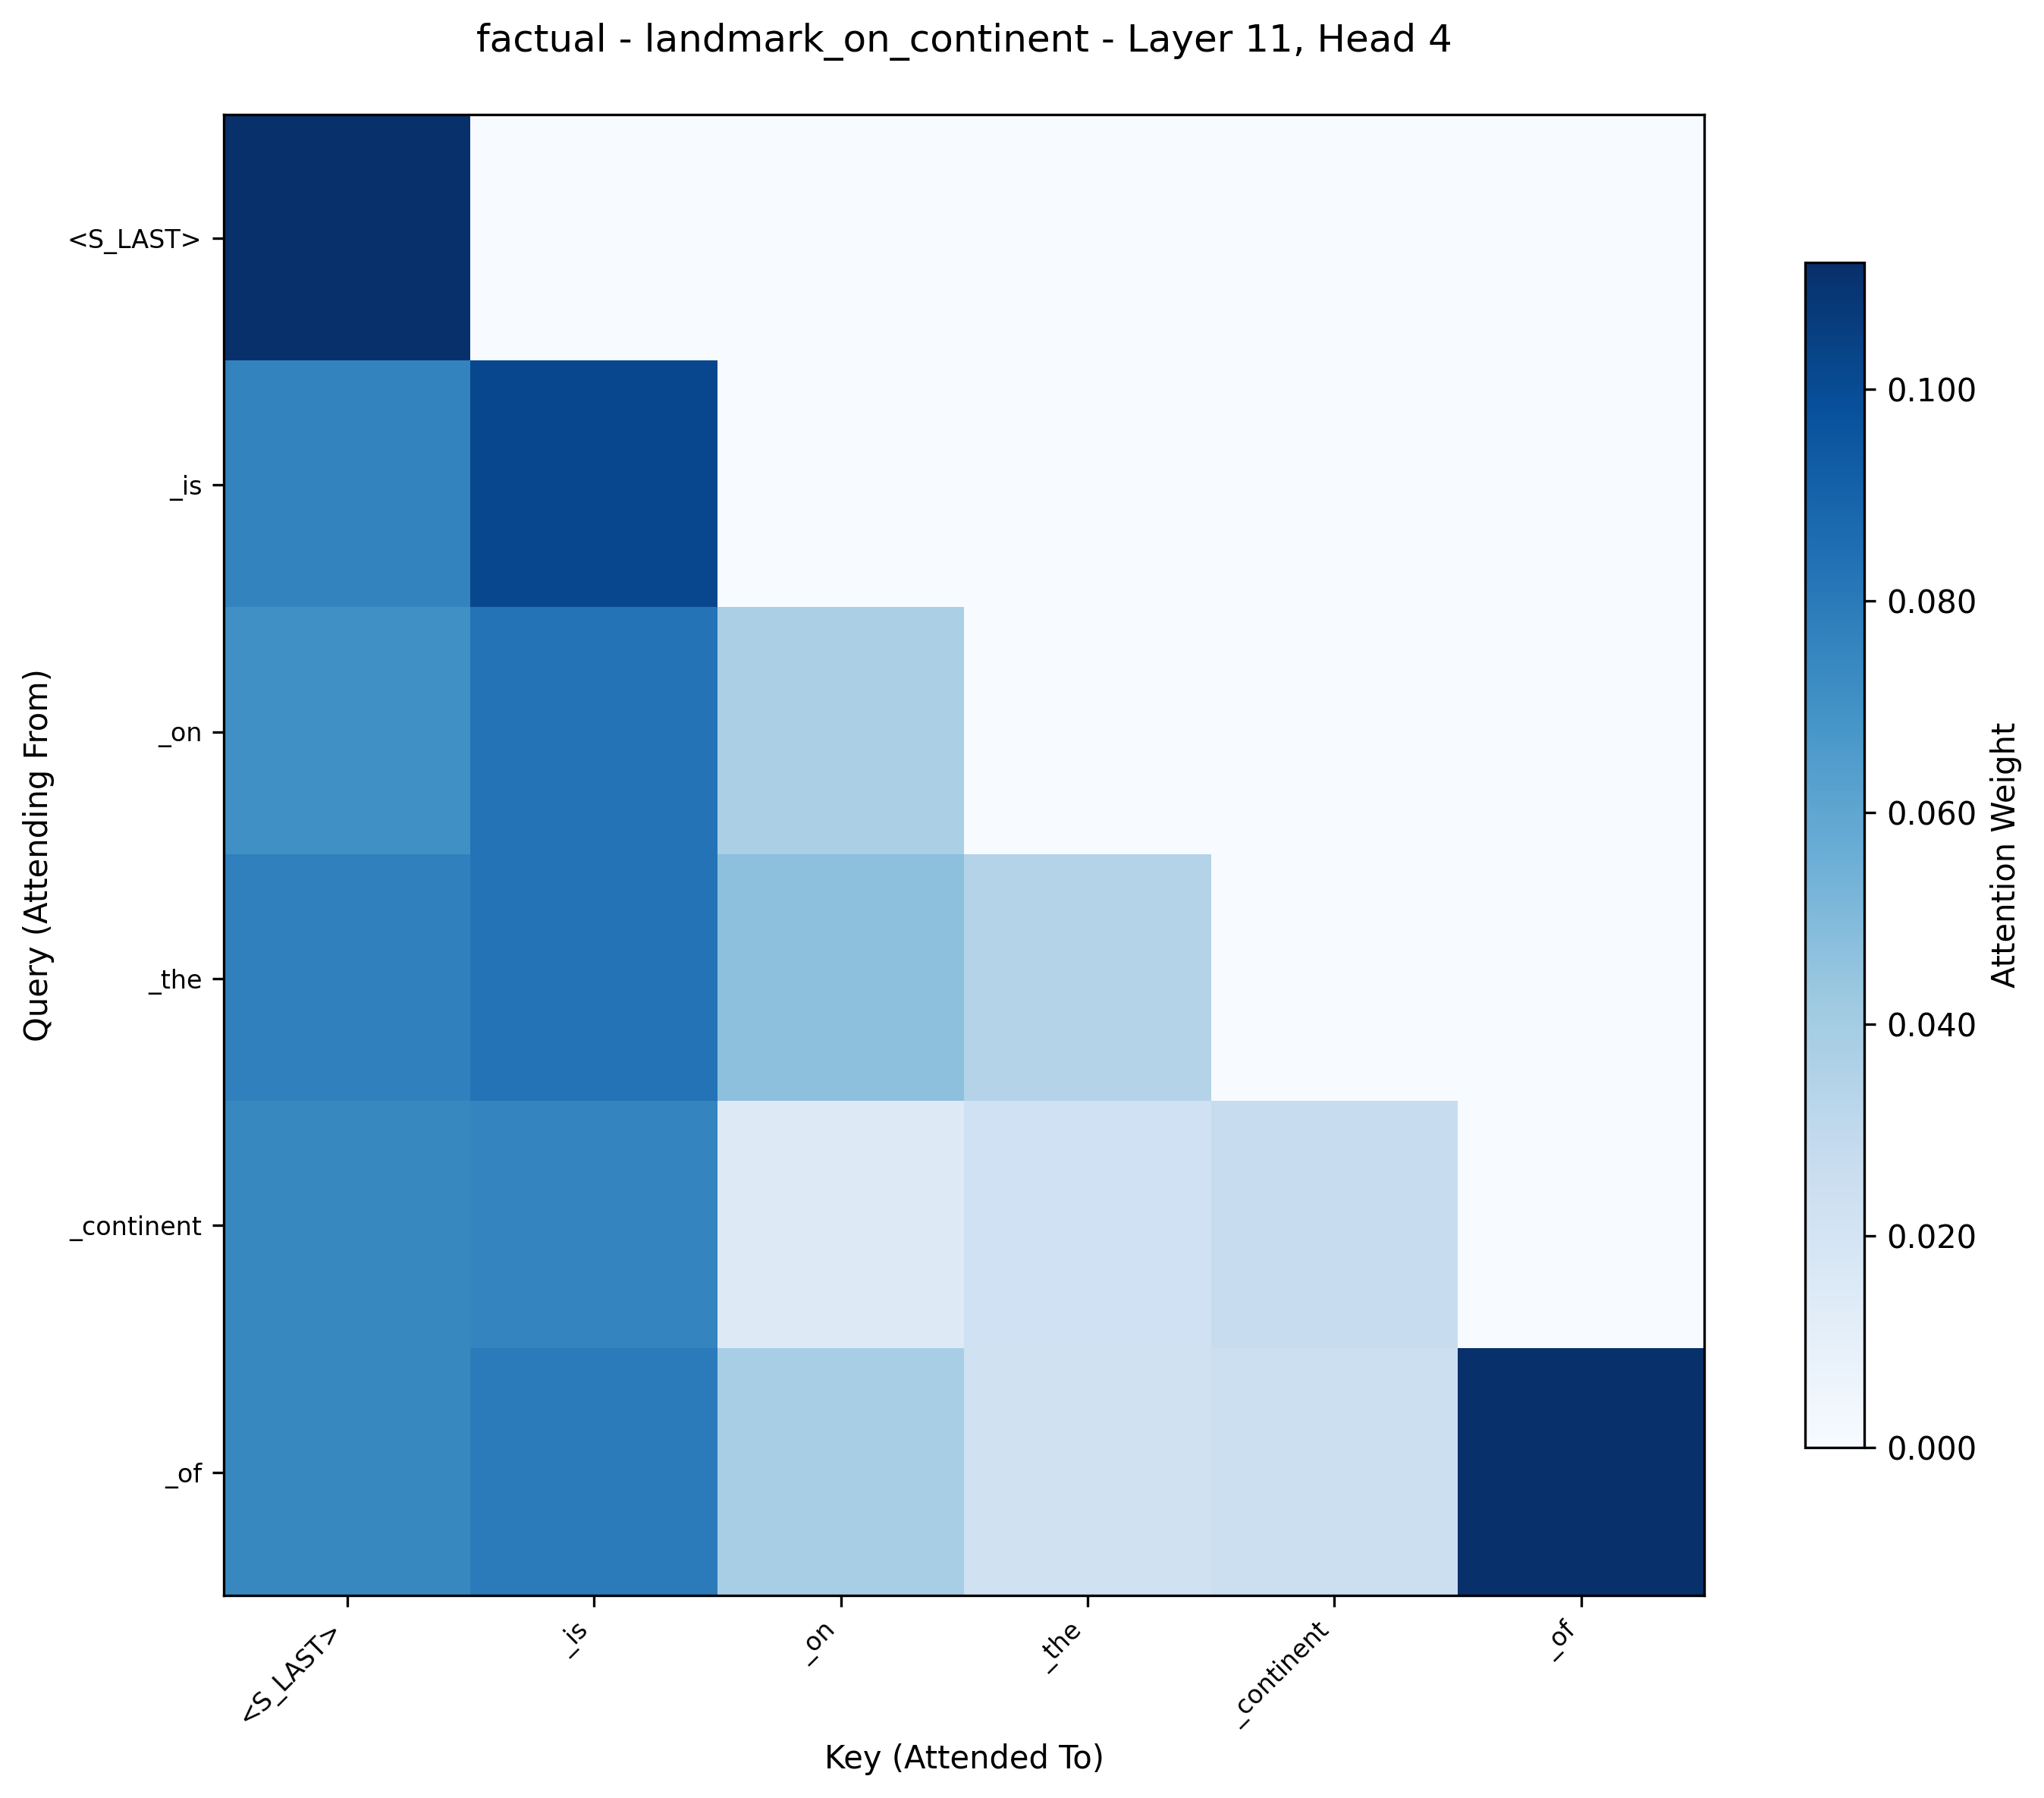 factual - landmark_on_continent - Layer 11, Head 4
Query (Attending From)
<S_LAST>
_is
_on
_the
_continent
_of
<S_LAST>
_is
_on
_the
_continent
_of
Key (Attended To)
0.100
0.080
0.060
0.040
0.020
0.000
Attention Weight